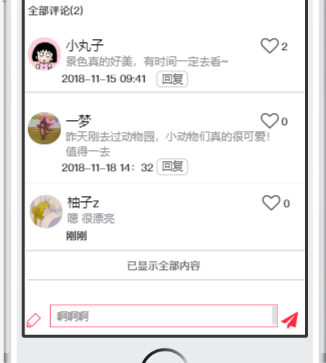 全部评论(2)
小丸子
2
景色真的好美，有时间一定去看~
2018-11-15 09:41 回复
一梦
0
昨天刚去过动物园，小动物们真的很可爱！
值得一去
2018-11-18 14：32 回复
柚子z
0
嗯 很漂亮
刚刚
已显示全部内容
啊啊啊